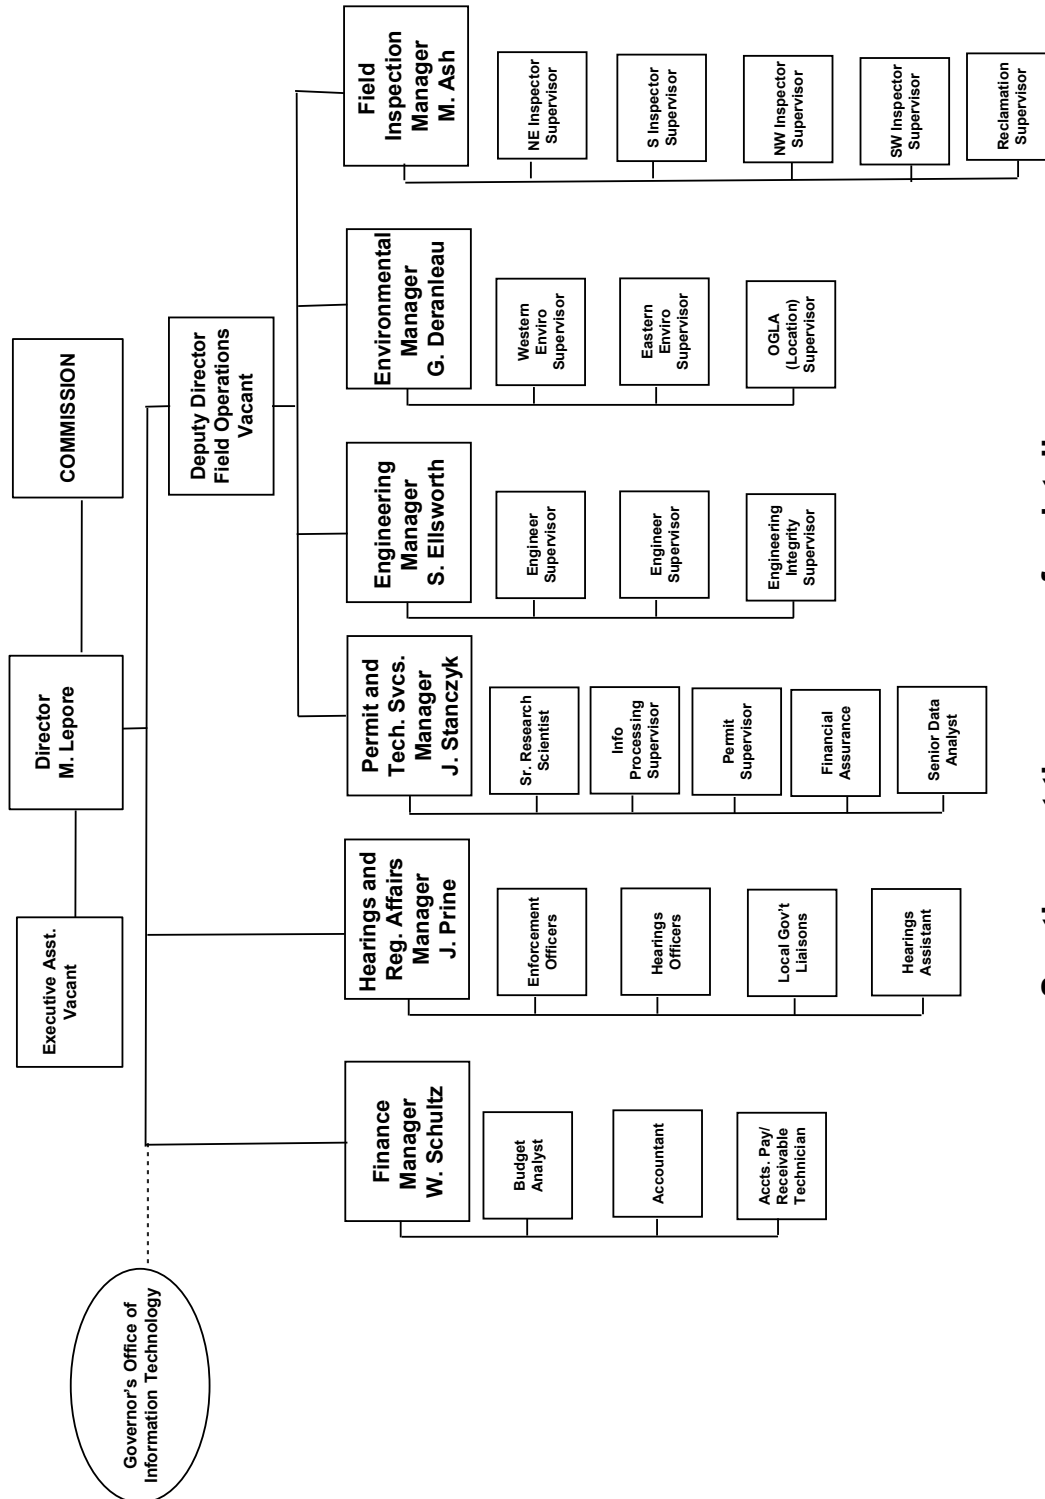 COMMISSION
Director
M. Lepore
Executive Asst.
Vacant
Governor's Office of
Information Technology
Deputy Director
Field Operations
Vacant
Finance
Manager
W. Schultz
Budget
Analyst
Accountant
Accts. Pay/
Receivable
Technician
Hearings and
Reg. Affairs
Manager
J. Prine
Enforcement
Officers
Hearings
Officers
Local Gov't
Liaisons
Hearings
Assistant
Permit and
Tech. Svcs.
Manager
J. Stanczyk
Sr. Research
Scientist
Info
Processing
Supervisor
Permit
Supervisor
Financial
Assurance
Senior Data
Analyst
Engineering
Manager
S. Ellsworth
Engineer
Supervisor
Engineer
Supervisor
Engineering
Integrity
Supervisor
Environmental
Manager
G. Deranleau
Western
Enviro
Supervisor
Eastern
Enviro
Supervisor
OGLA
(Location)
Supervisor
Field
Inspection
Manager
M. Ash
NE Inspector
Supervisor
S Inspector
Supervisor
NW Inspector
Supervisor
SW Inspector
Supervisor
Reclamation
Supervisor